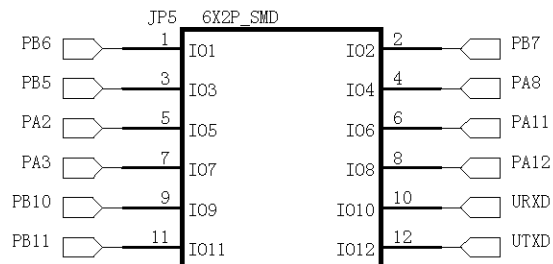 JP5 6X2P_SMD
PB6 1 IO1 IO2 2 PB7
PB5 3 IO3 IO4 4 PA8
PA2 5 IO5 IO6 6 PA11
PA3 7 IO7 IO8 8 PA12
PB10 9 IO9 IO10 10 URXD
PB11 11 IO11 IO12 12 UTXD